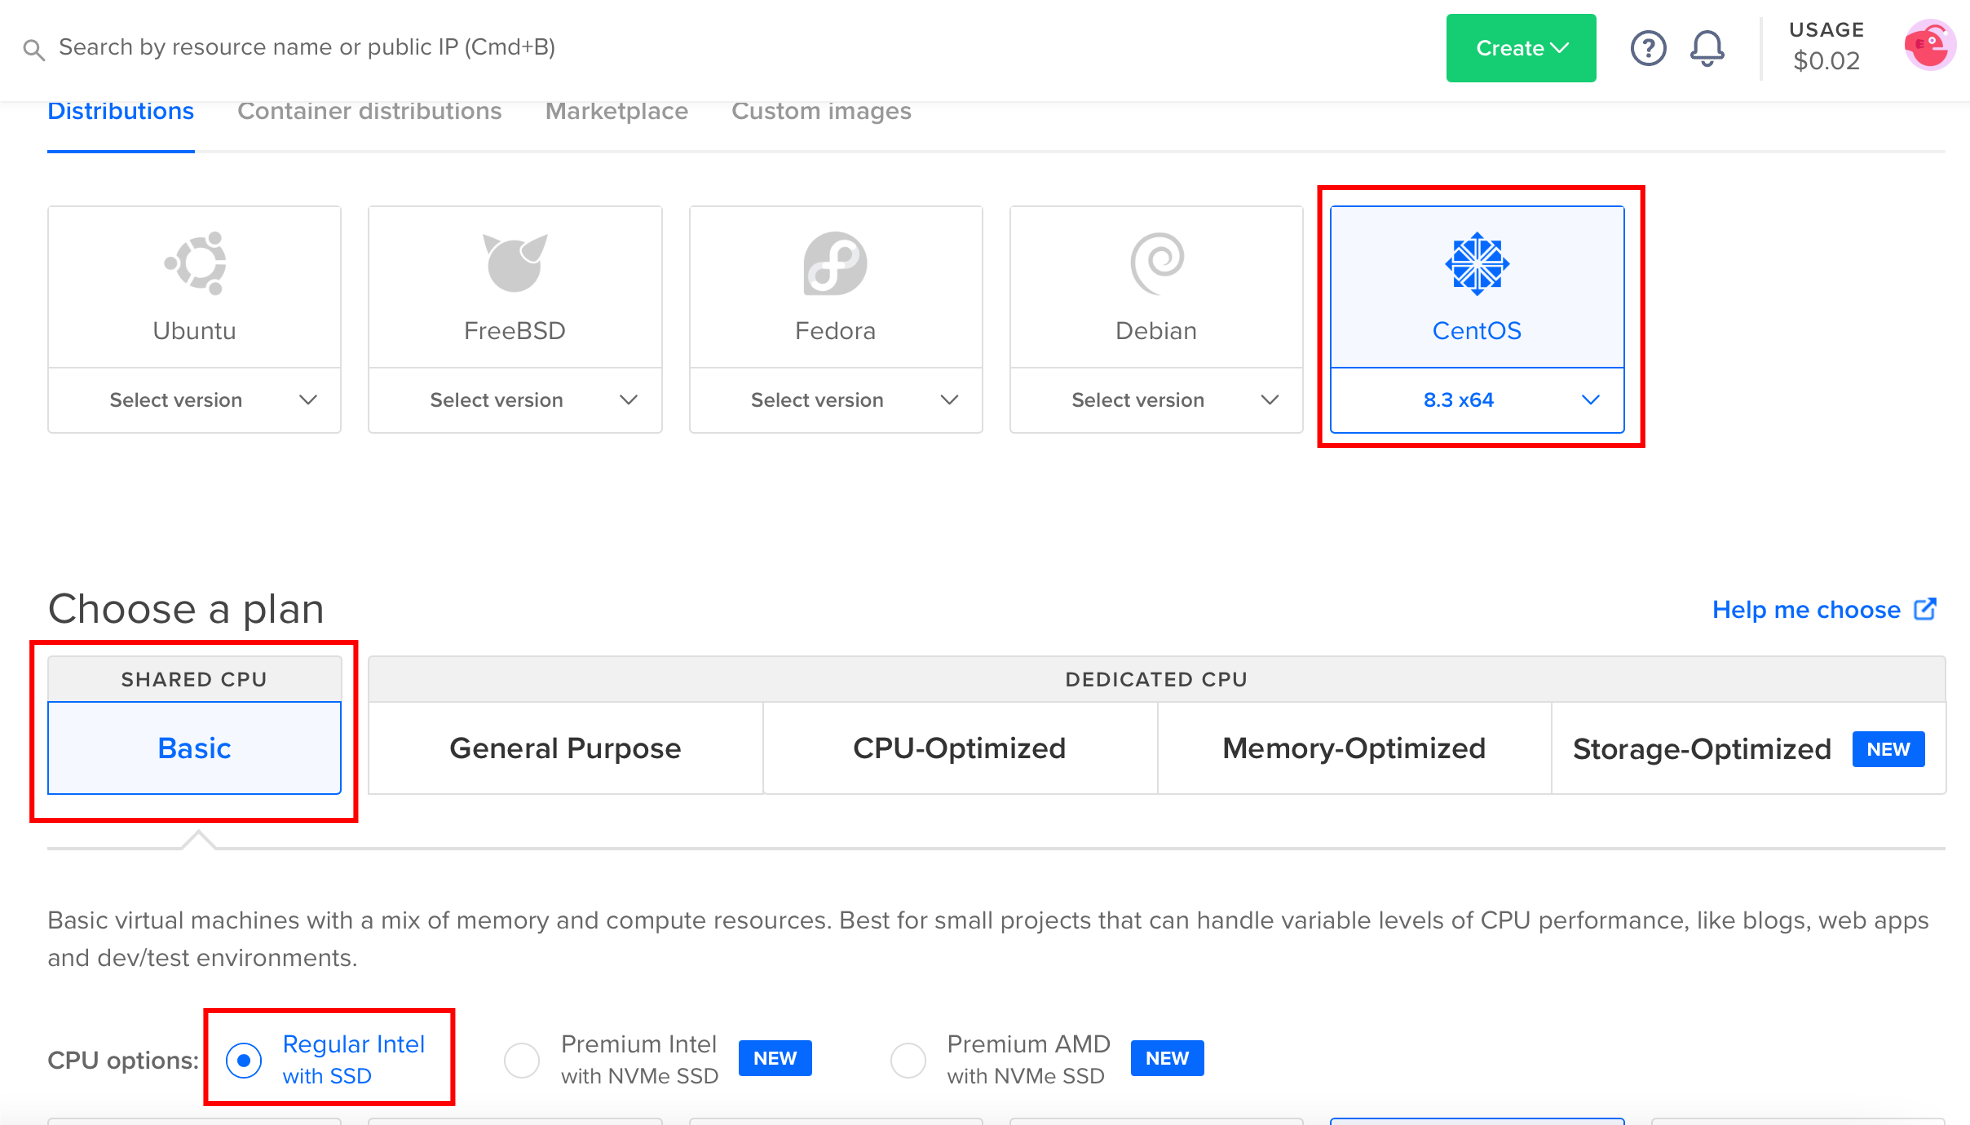 Search by resource name or public IP (Cmd+B)
Create
USAGE
$0.02
Distributions
Container distributions
Marketplace
Custom images
Ubuntu
FreeBSD
Fedora
Debian
CentOS
Select version
Select version
Select version
Select version
8.3 x64
Choose a plan
Help me choose
SHARED CPU
DEDICATED CPU
Basic
General Purpose
CPU-Optimized
Memory-Optimized
Storage-Optimized
NEW
Basic virtual machines with a mix of memory and compute resources. Best for small projects that can handle variable levels of CPU performance, like blogs, web apps
and dev/test environments.
CPU options:
Regular Intel
with SSD
Premium Intel
with NVMe SSD
NEW
Premium AMD
with NVMe SSD
NEW